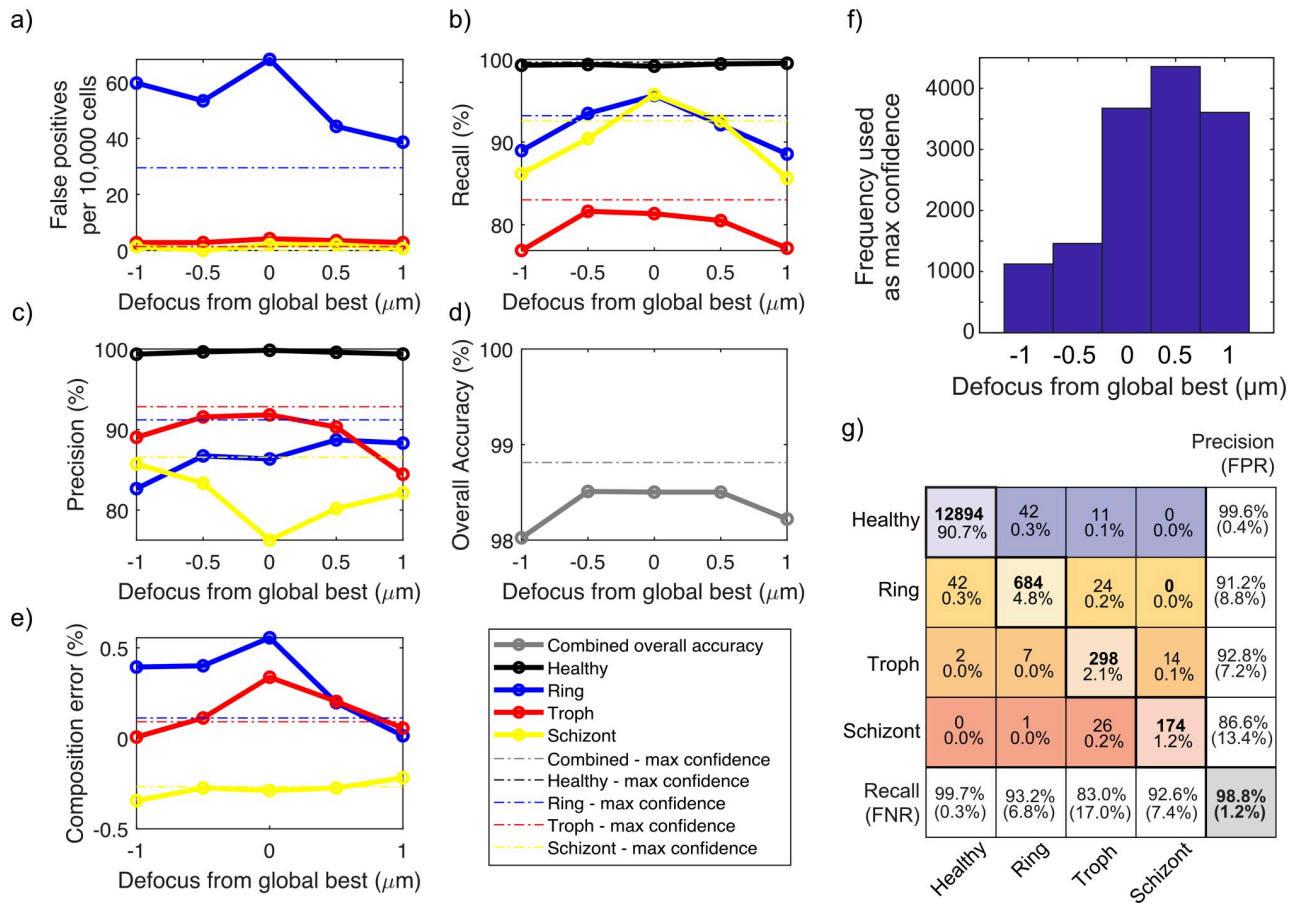 a)
False positives
per 10,000 cells
60
40
20
0
-1 -0.5 0 0.5 1
Defocus from global best (μm)
b)
Recall (%)
100
90
80
-1 -0.5 0 0.5 1
Defocus from global best (μm)
c)
Precision (%)
100
90
80
-1 -0.5 0 0.5 1
Defocus from global best (μm)
d)
Overall Accuracy (%)
100
99
98
-1 -0.5 0 0.5 1
Defocus from global best (μm)
e)
Composition error (%)
0.5
0
-0.5
-1 -0.5 0 0.5 1
Defocus from global best (μm)
Combined overall accuracy
Healthy
Ring
Troph
Schizont
Combined - max confidence
Healthy - max confidence
Ring - max confidence
Troph - max confidence
Schizont - max confidence
f)
Frequency used
as max confidence
4000
3000
2000
1000
0
-1 -0.5 0 0.5 1
Defocus from global best (μm)
g)
Precision
(FPR)
Healthy 12894 42 11 0 99.6%
90.7% 0.3% 0.1% 0.0% (0.4%)
Ring 42 684 24 0 91.2%
0.3% 4.8% 0.2% 0.0% (8.8%)
Troph 2 7 298 14 92.8%
0.0% 0.0% 2.1% 0.1% (7.2%)
Schizont 0 1 26 174 86.6%
0.0% 0.0% 0.2% 1.2% (13.4%)
Recall 99.7% 93.2% 83.0% 92.6% 98.8%
(FNR) (0.3%) (6.8%) (17.0%) (7.4%) (1.2%)
Healthy Ring Troph Schizont